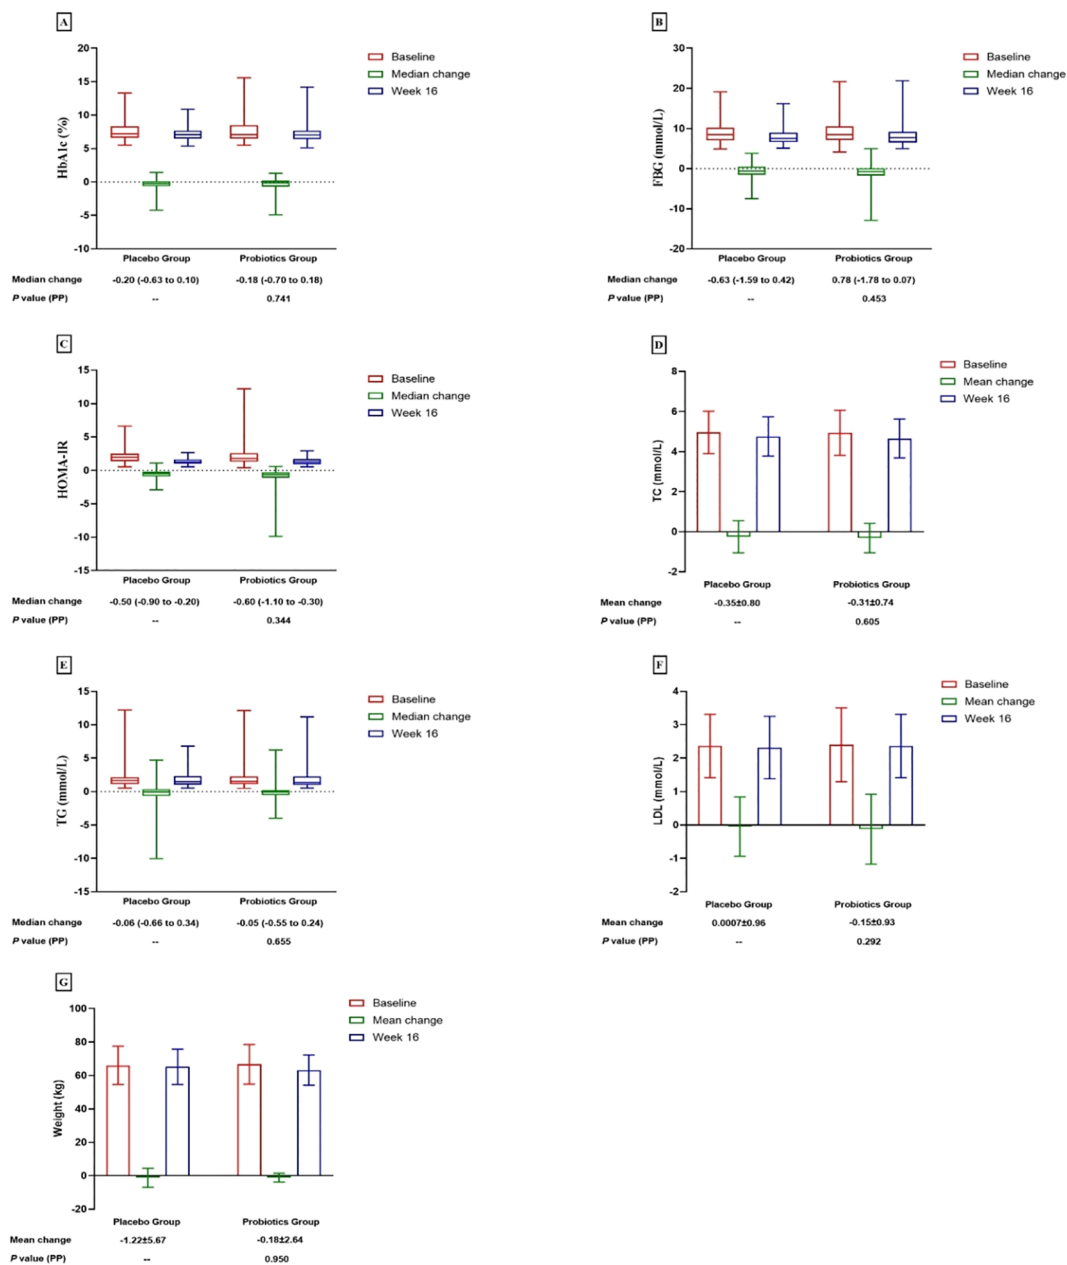 A
HbA1c (%)
20
15
10
5
0
-5
-10
Baseline
Median change
Week 16
Placebo Group Probiotics Group
Median change -0.20 (-0.63 to 0.10) -0.18 (-0.70 to 0.18)
P value (PP) -- 0.741
B
FBG (mmol/L)
30
20
10
0
-10
-20
Baseline
Median change
Week 16
Placebo Group Probiotics Group
Median change -0.63 (-1.59 to 0.42) 0.78 (-1.78 to 0.07)
P value (PP) -- 0.453
C
HOMA-IR
15
10
5
0
-5
-10
-15
Baseline
Median change
Week 16
Placebo Group Probiotics Group
Median change -0.50 (-0.90 to -0.20) -0.60 (-1.10 to -0.30)
P value (PP) -- 0.344
D
TC (mmol/L)
8
6
4
2
0
-2
Baseline
Mean change
Week 16
Placebo Group Probiotics Group
Mean change -0.35±0.80 -0.31±0.74
P value (PP) -- 0.605
E
TG (mmol/L)
15
10
5
0
-5
-10
-15
Baseline
Median change
Week 16
Placebo Group Probiotics Group
Median change -0.06 (-0.66 to 0.34) -0.05 (-0.55 to 0.24)
P value (PP) -- 0.655
F
LDL (mmol/L)
4
3
2
1
0
-1
-2
Baseline
Mean change
Week 16
Placebo Group Probiotics Group
Mean change 0.0007±0.96 -0.15±0.93
P value (PP) -- 0.292
G
Weight (kg)
100
80
60
40
20
0
-20
Baseline
Mean change
Week 16
Placebo Group Probiotics Group
Mean change -1.22±5.67 -0.18±2.64
P value (PP) -- 0.950